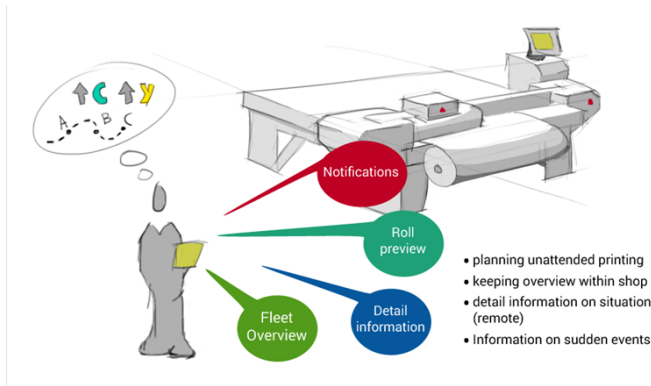 C Y
A B C
Notifications
Roll
preview
Detail
information
Fleet
Overview
• planning unattended printing
• keeping overview within shop
• detail information on situation
(remote)
• Information on sudden events